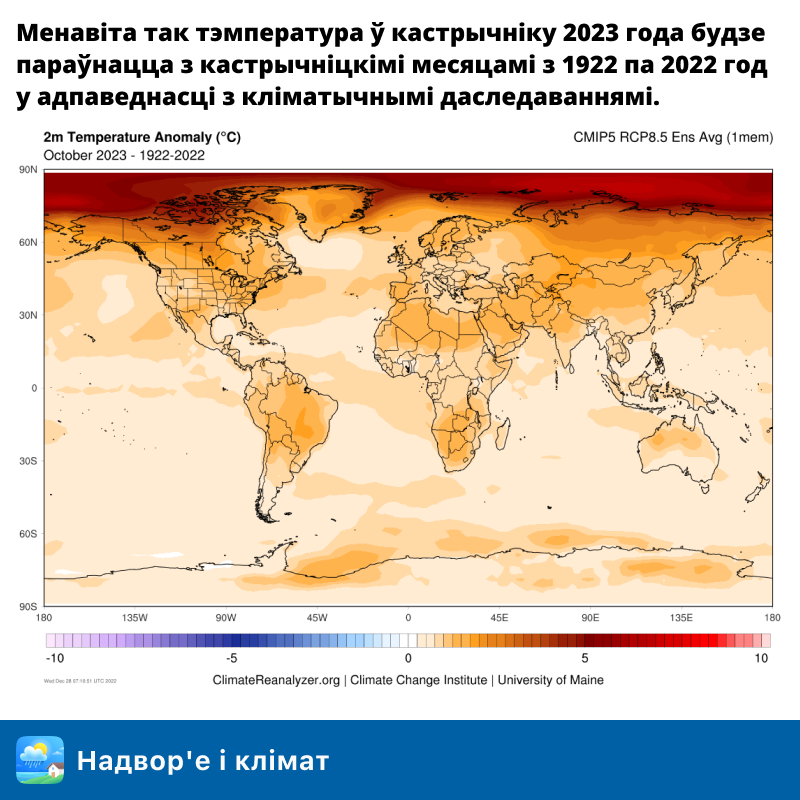 Менавіта так тэмпература ў кастрычніку 2023 года будзе
параўнацца з кастрычніцкімі месяцамі з 1922 па 2022 год
у адпаведнасці з кліматычнымі даследаваннямі.
2m Temperature Anomaly (°C)
CMIP5 RCP8.5 Ens Avg (1mem)
October 2023 - 1922-2022
90N
60N
30N
0
30S
60S
90S
180 135W 90W 45W 0 45E 90E 135E 180
-10 -5 0 5 10
Wed Dec 28 07:10:51 UTC 2022
ClimateReanalyzer.org | Climate Change Institute | University of Maine
Надвор'е і клімат